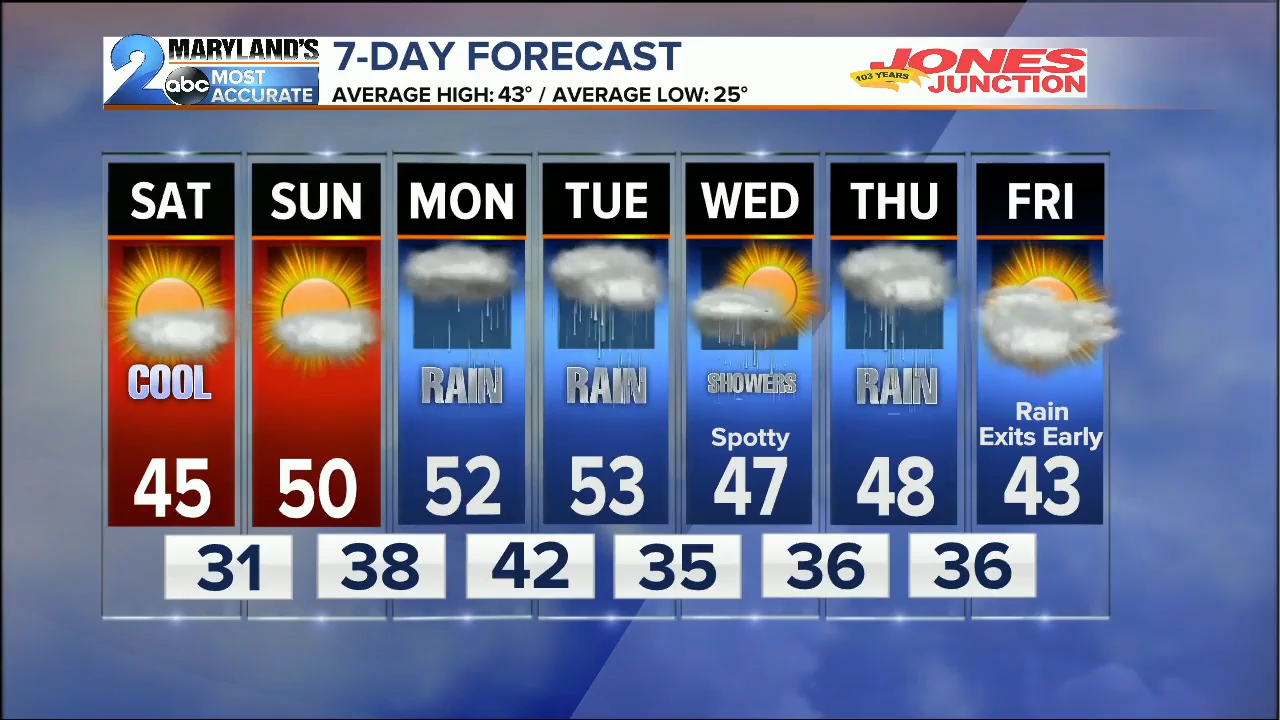 2
abc
MARYLAND'S
MOST
ACCURATE
7-DAY FORECAST
AVERAGE HIGH: 43° / AVERAGE LOW: 25°
103 YEARS
JONES
JUNCTION
SAT SUN MON TUE WED THU FRI
COOL RAIN RAIN SHOWERS RAIN
Rain
Spotty Exits Early
45 50 52 53 47 48 43
31 38 42 35 36 36